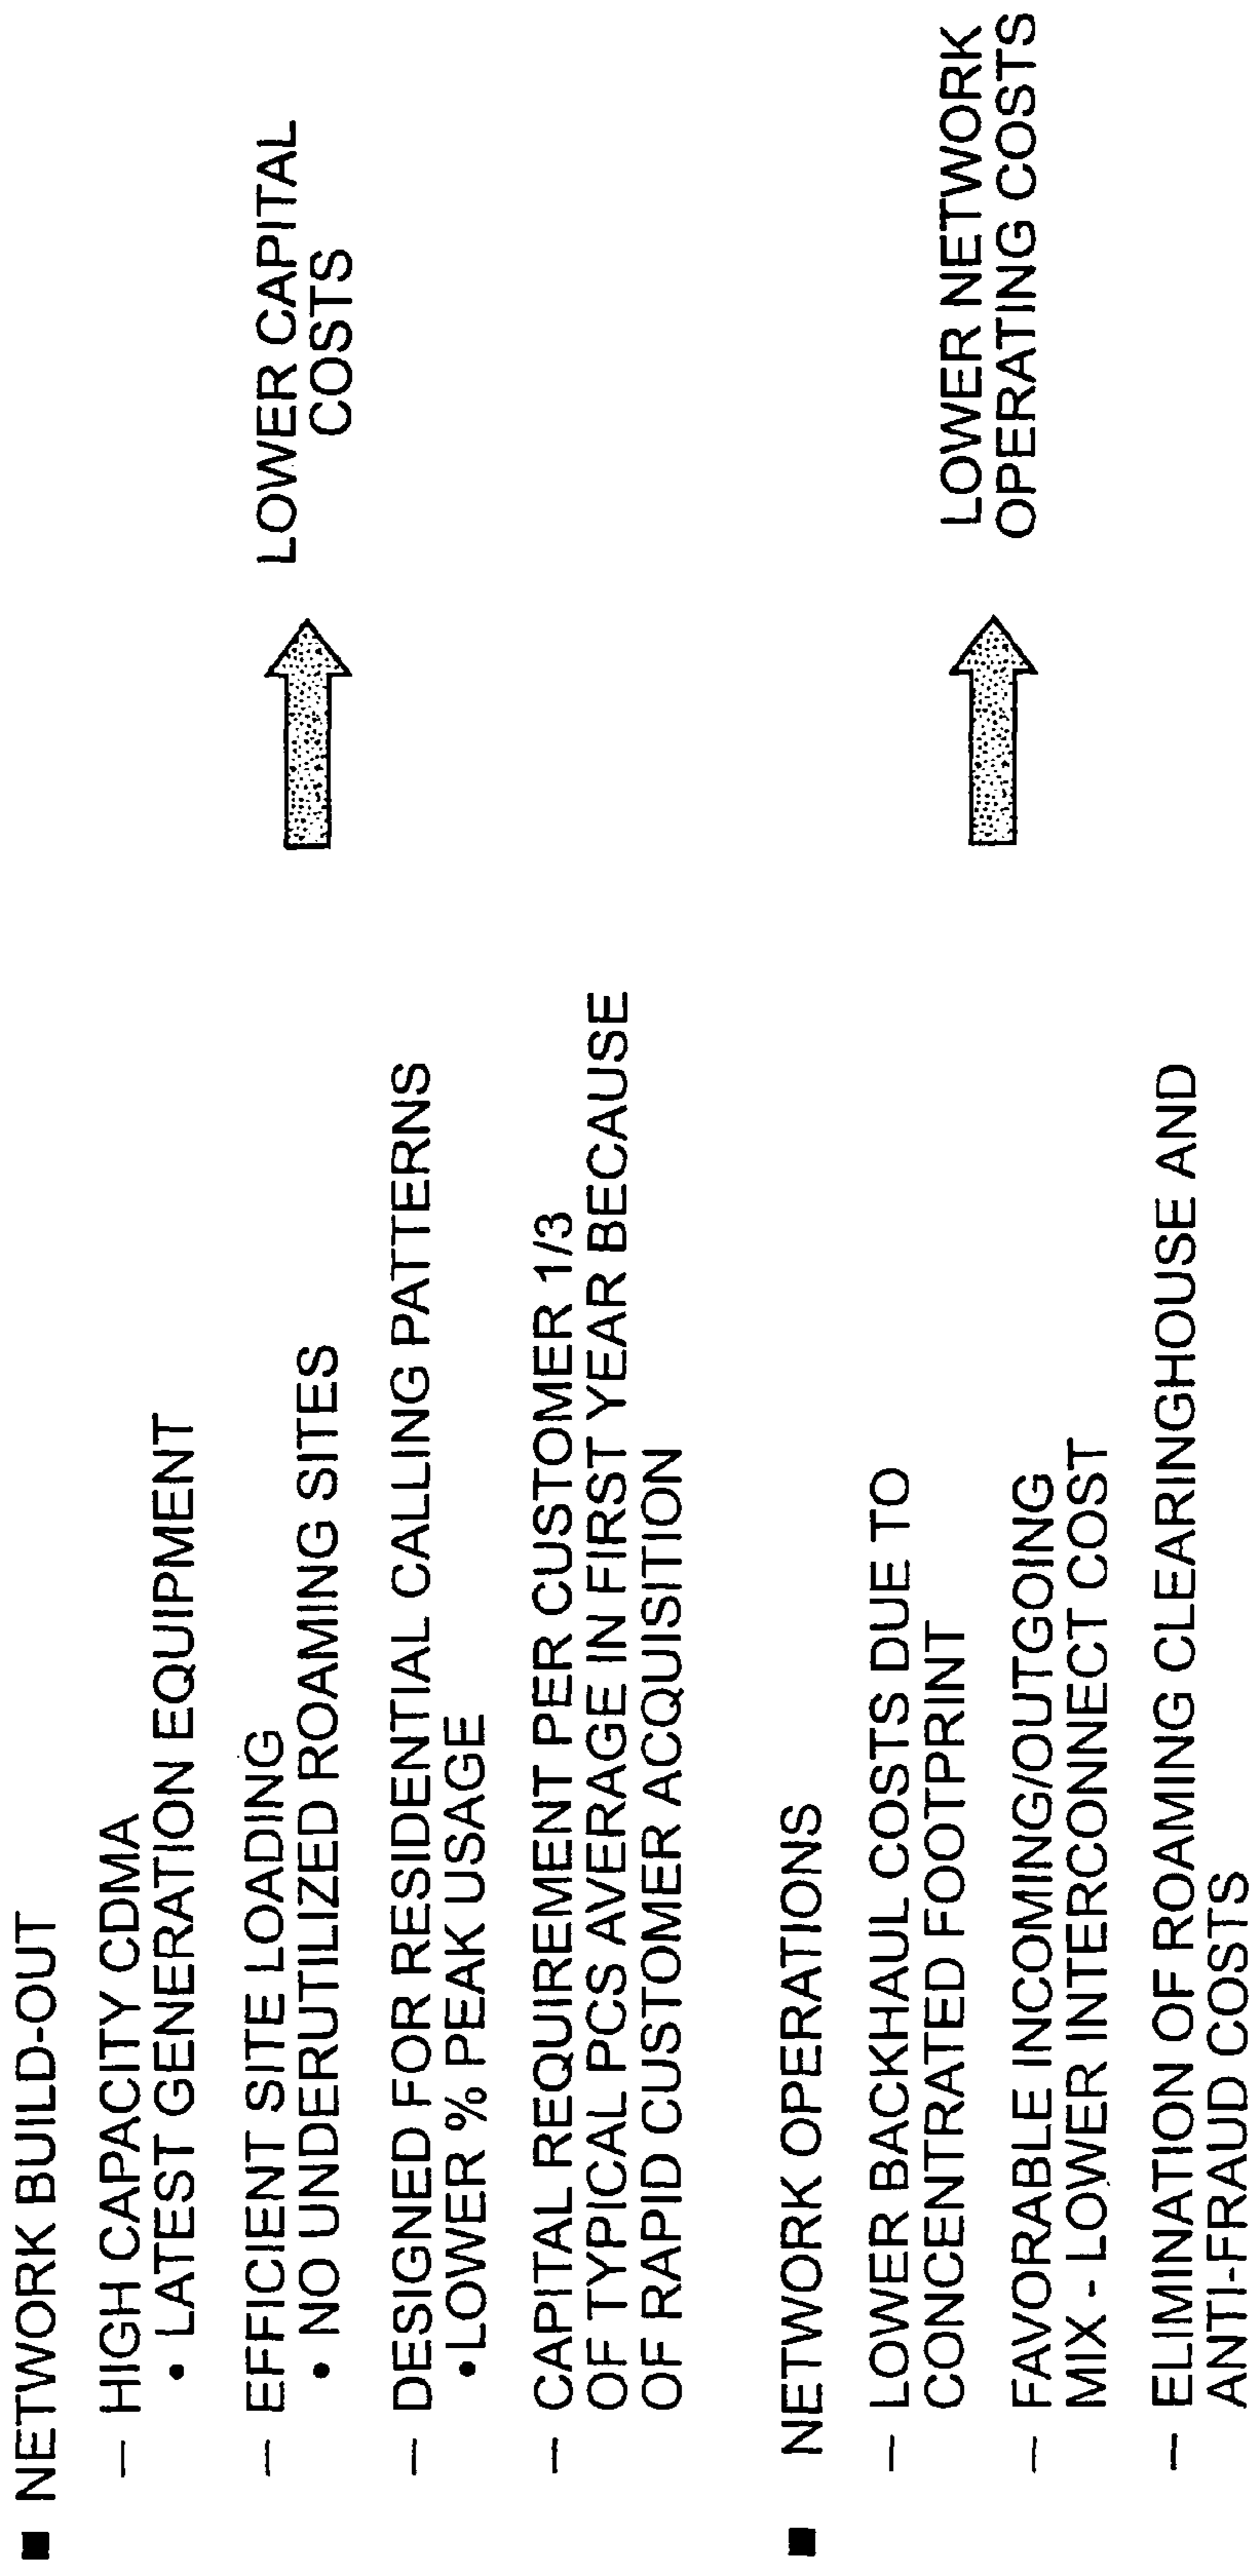 ■ NETWORK BUILD-OUT
– HIGH CAPACITY CDMA
• LATEST GENERATION EQUIPMENT
– EFFICIENT SITE LOADING
• NO UNDERUTILIZED ROAMING SITES
– DESIGNED FOR RESIDENTIAL CALLING PATTERNS
• LOWER % PEAK USAGE
– CAPITAL REQUIREMENT PER CUSTOMER 1/3
OF TYPICAL PCS AVERAGE IN FIRST YEAR BECAUSE
OF RAPID CUSTOMER ACQUISITION
LOWER CAPITAL
COSTS
■ NETWORK OPERATIONS
– LOWER BACKHAUL COSTS DUE TO
CONCENTRATED FOOTPRINT
– FAVORABLE INCOMING/OUTGOING
MIX - LOWER INTERCONNECT COST
– ELIMINATION OF ROAMING CLEARINGHOUSE AND
ANTI-FRAUD COSTS
LOWER NETWORK
OPERATING COSTS